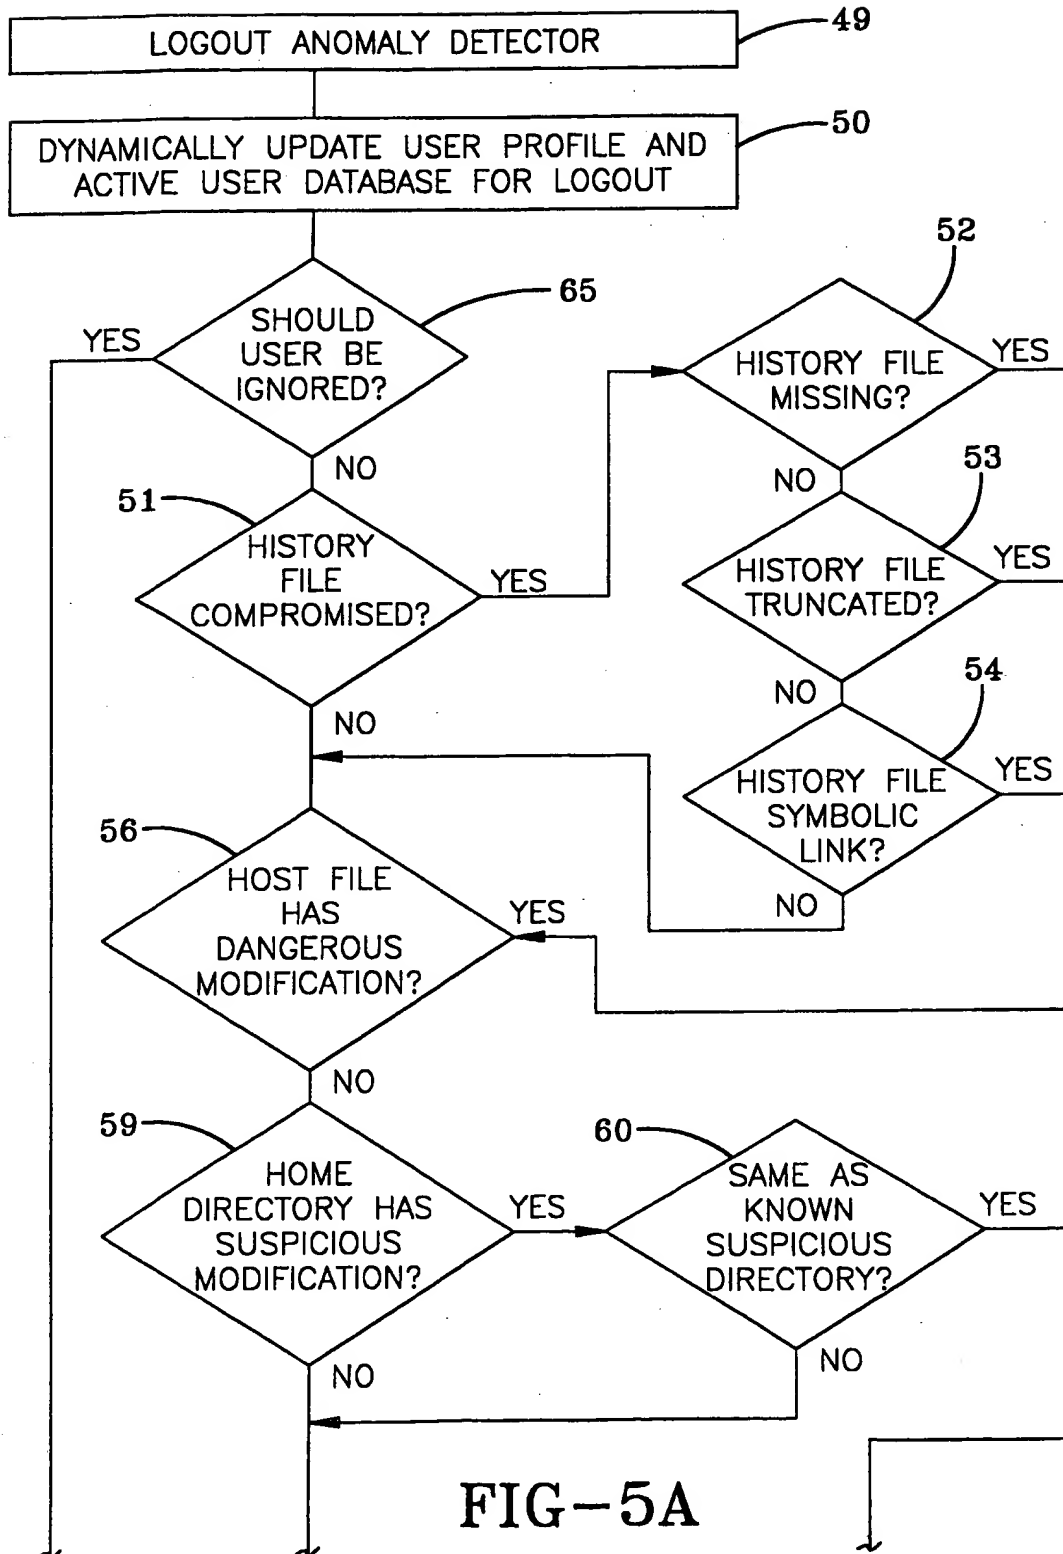 LOGOUT ANOMALY DETECTOR
49
DYNAMICALLY UPDATE USER PROFILE AND
ACTIVE USER DATABASE FOR LOGOUT
50
SHOULD
USER BE
IGNORED?
65
YES
NO
HISTORY
FILE
COMPROMISED?
51
YES
NO
HISTORY FILE
MISSING?
52
YES
NO
HISTORY FILE
TRUNCATED?
53
YES
NO
HISTORY FILE
SYMBOLIC
LINK?
54
YES
NO
HOST FILE
HAS
DANGEROUS
MODIFICATION?
56
YES
NO
HOME
DIRECTORY HAS
SUSPICIOUS
MODIFICATION?
59
YES
NO
SAME AS
KNOWN
SUSPICIOUS
DIRECTORY?
60
YES
NO
FIG-5A